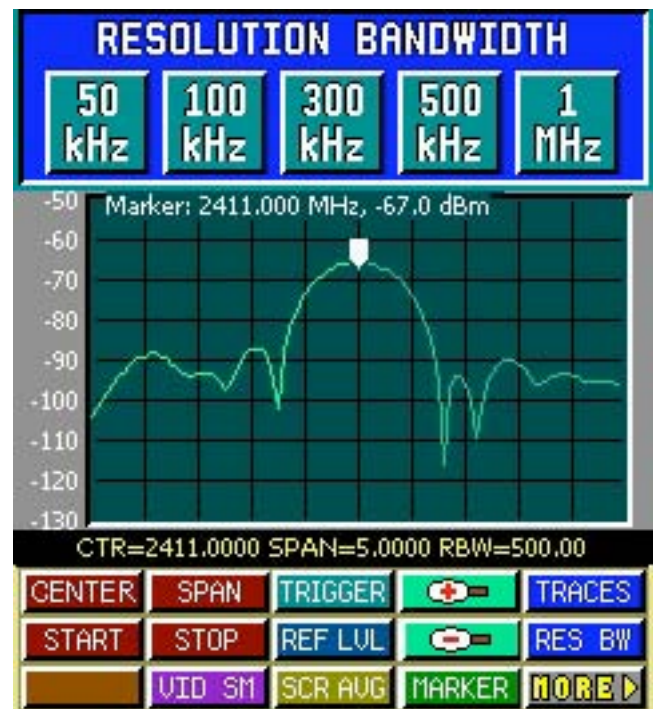 RESOLUTION BANDWIDTH
50 kHz 100 kHz 300 kHz 500 kHz 1 MHz
Marker: 2411.000 MHz, -67.0 dBm
-50
-60
-70
-80
-90
-100
-110
-120
-130
CTR=2411.0000 SPAN=5.0000 RBW=500.00
CENTER SPAN TRIGGER TRACES
START STOP REF LVL RES BW
VID SM SCR AVG MARKER MORE